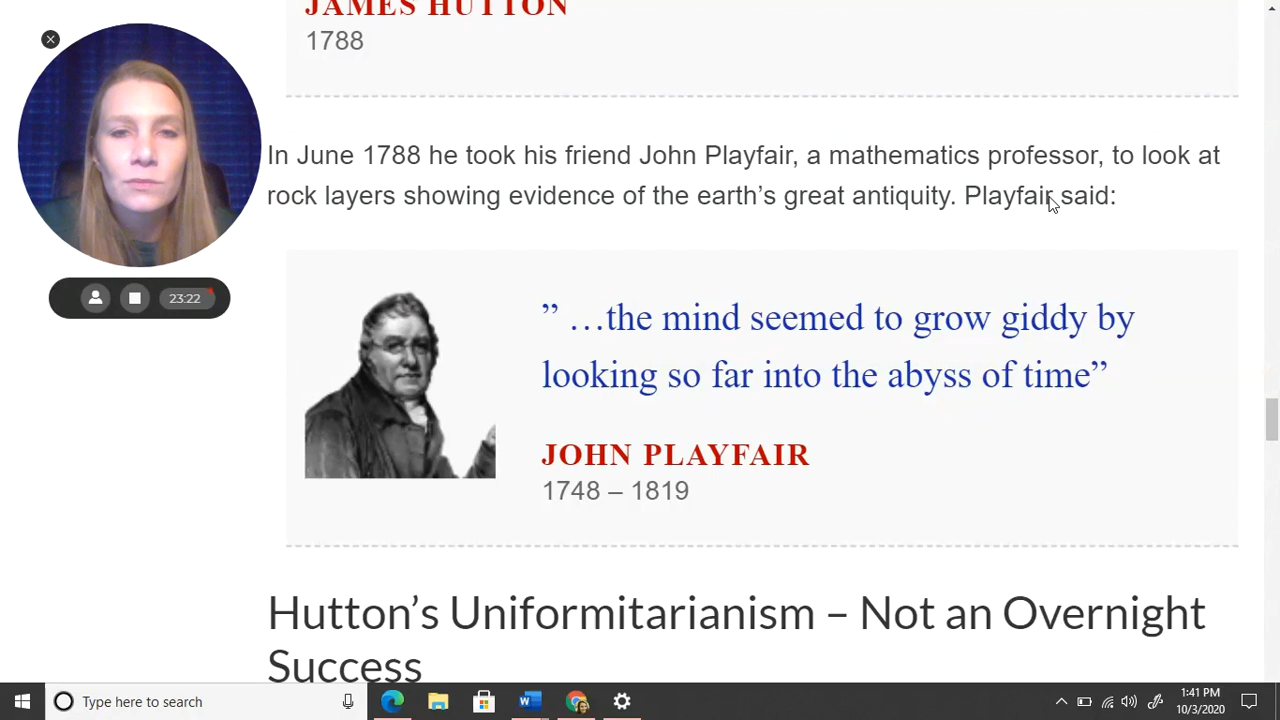 JAMES HUTTON
1788
In June 1788 he took his friend John Playfair, a mathematics professor, to look at
rock layers showing evidence of the earth’s great antiquity. Playfair said:
23:22
” …the mind seemed to grow giddy by
looking so far into the abyss of time”
JOHN PLAYFAIR
1748 – 1819
Hutton’s Uniformitarianism – Not an Overnight
Success
Type here to search
1:41 PM
10/3/2020